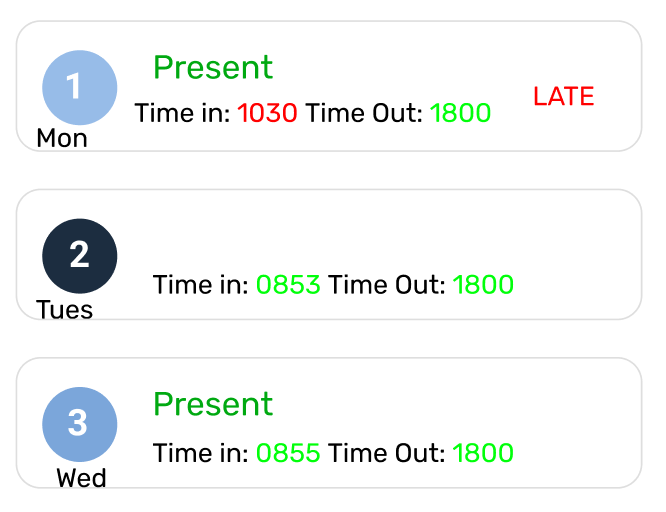 1
Present
Time in: 1030 Time Out: 1800
LATE
Mon
2
Time in: 0853 Time Out: 1800
Tues
3
Present
Time in: 0855 Time Out: 1800
Wed